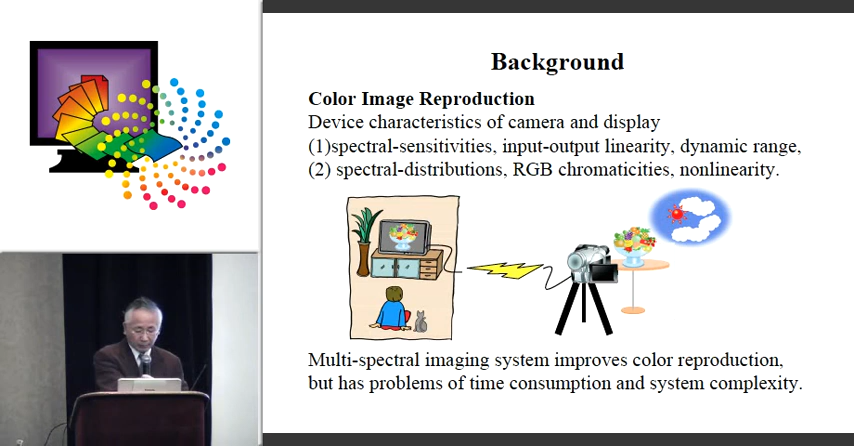 Background
Color Image Reproduction
Device characteristics of camera and display
(1)spectral-sensitivities, input-output linearity, dynamic range,
(2) spectral-distributions, RGB chromaticities, nonlinearity.
Multi-spectral imaging system improves color reproduction,
but has problems of time consumption and system complexity.